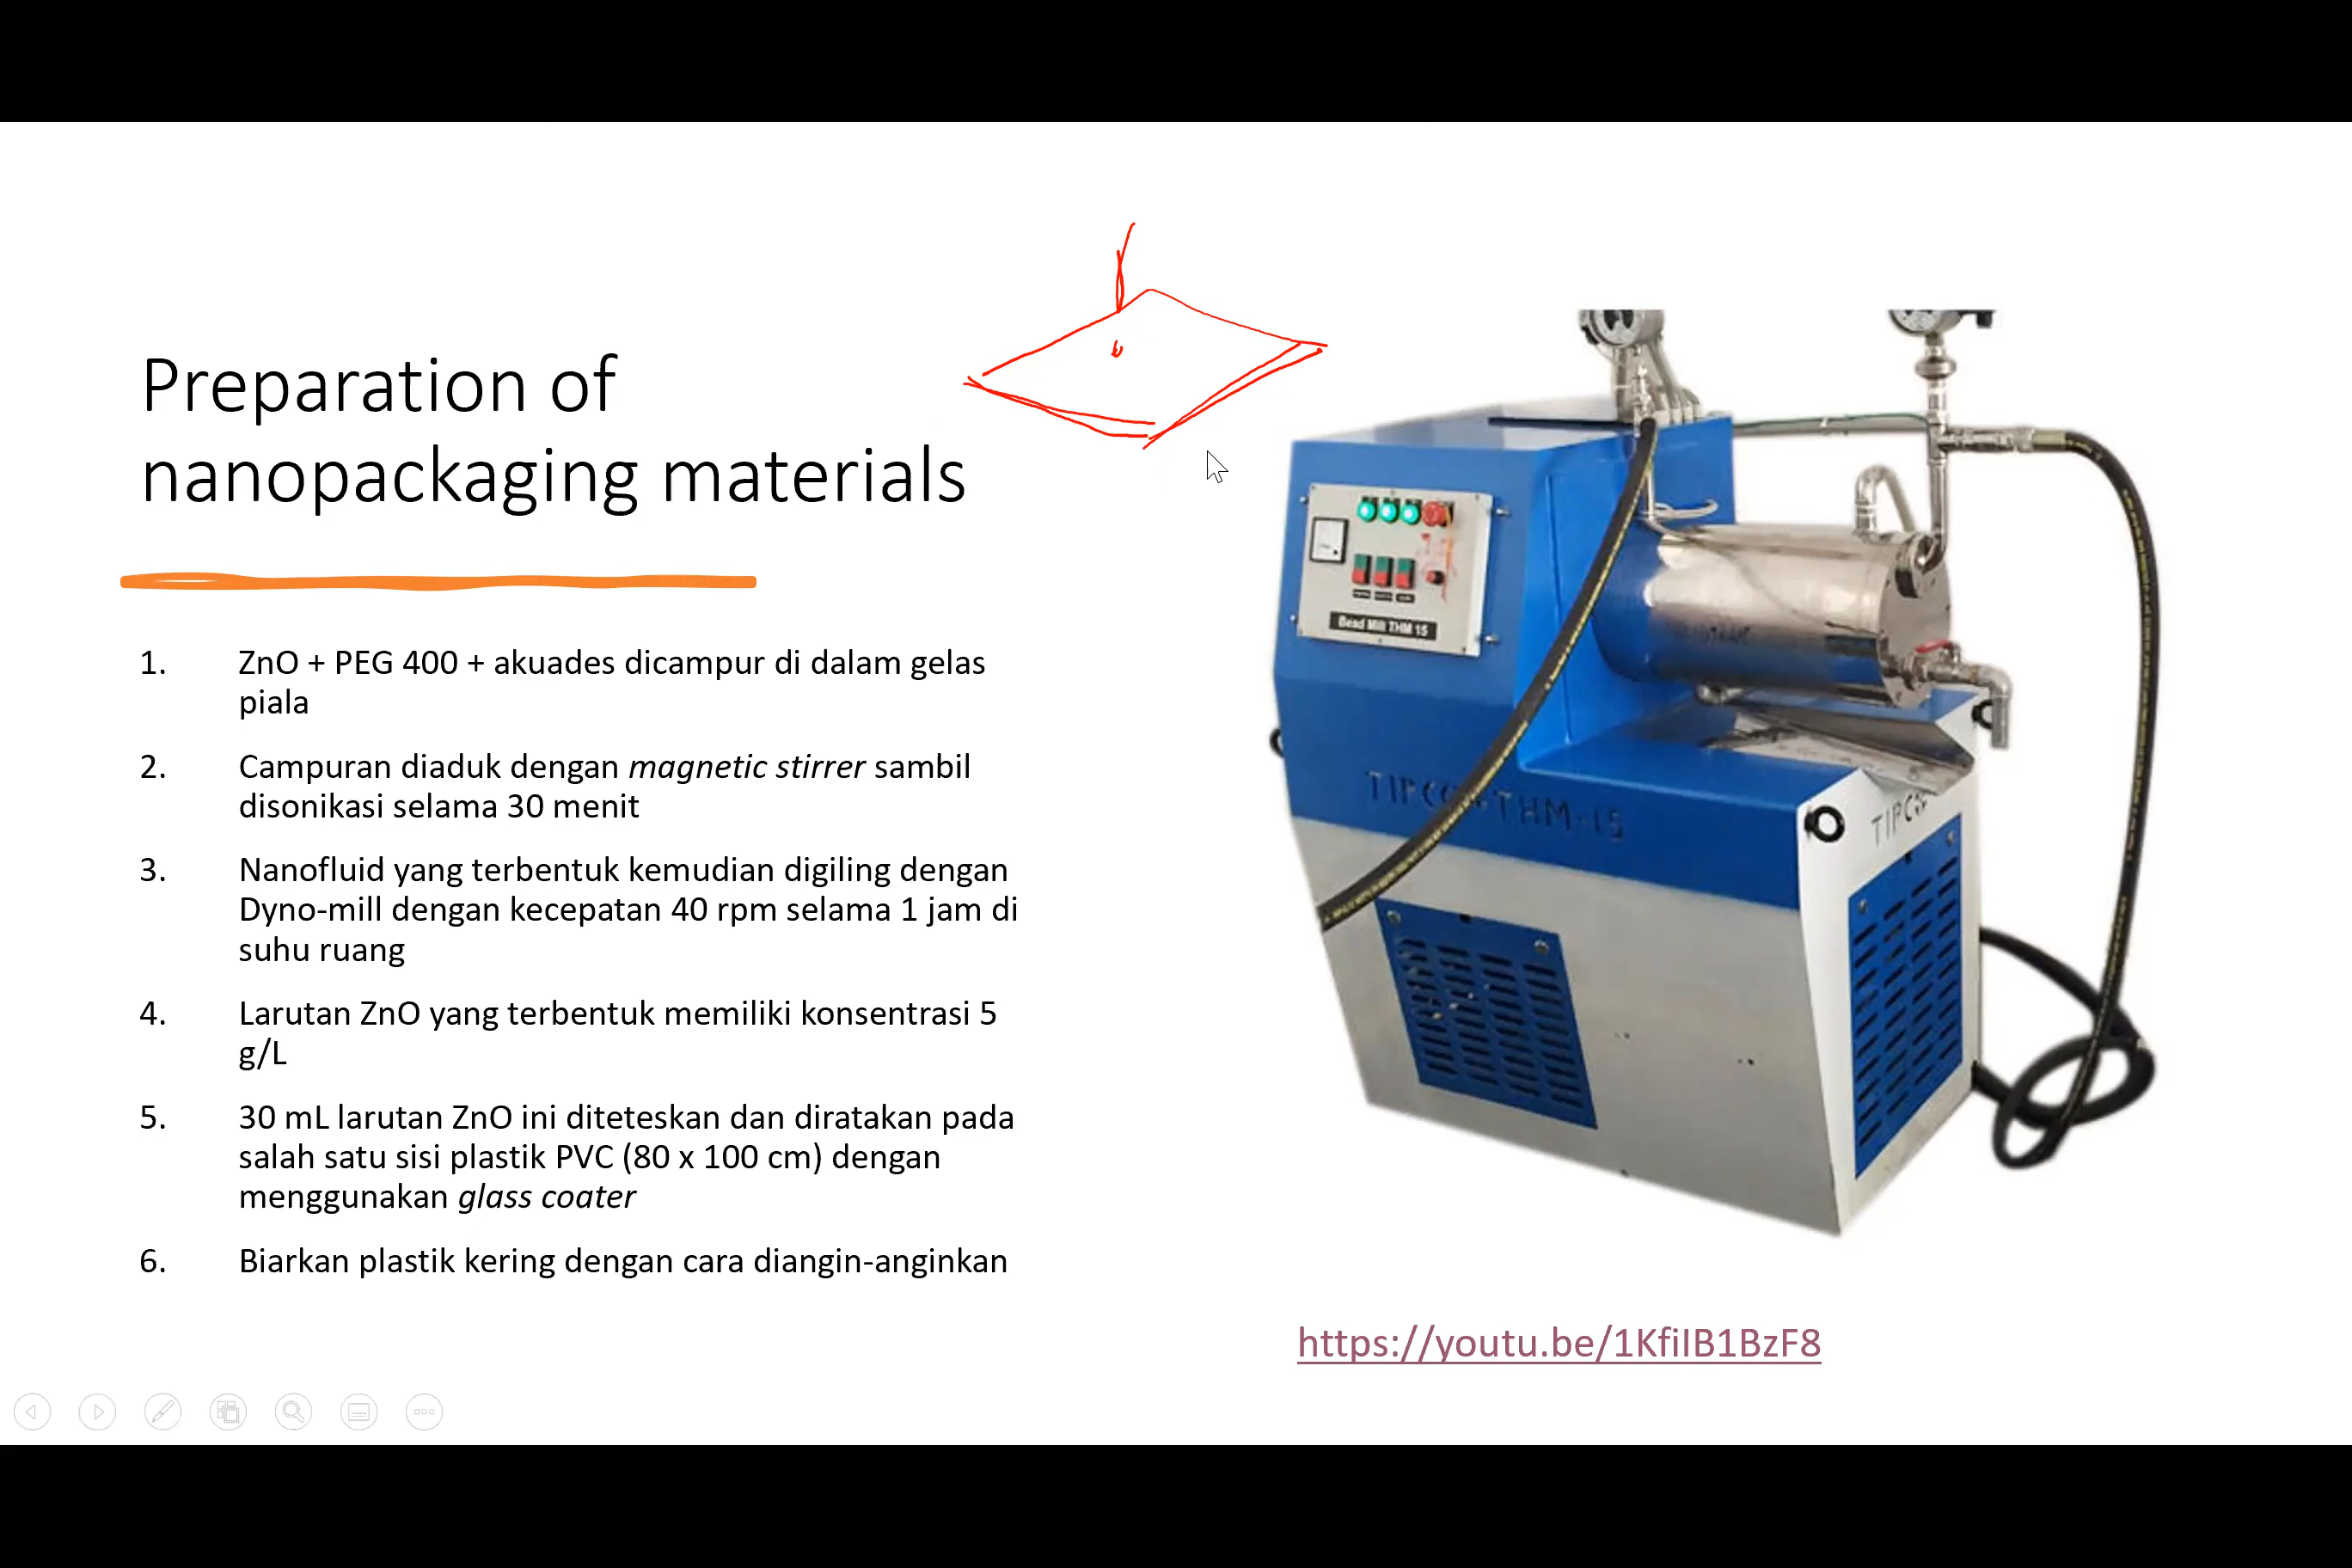 Preparation of
nanopackaging materials
1. ZnO + PEG 400 + akuades dicampur di dalam gelas
piala
2. Campuran diaduk dengan magnetic stirrer sambil
disonikasi selama 30 menit
3. Nanofluid yang terbentuk kemudian digiling dengan
Dyno-mill dengan kecepatan 40 rpm selama 1 jam di
suhu ruang
4. Larutan ZnO yang terbentuk memiliki konsentrasi 5
g/L
5. 30 mL larutan ZnO ini diteteskan dan diratakan pada
salah satu sisi plastik PVC (80 x 100 cm) dengan
menggunakan glass coater
6. Biarkan plastik kering dengan cara diangin-anginkan
Bead Mill THM 15
TIPCO-THM-15
TIPCO
https://youtu.be/1KfiIB1BzF8